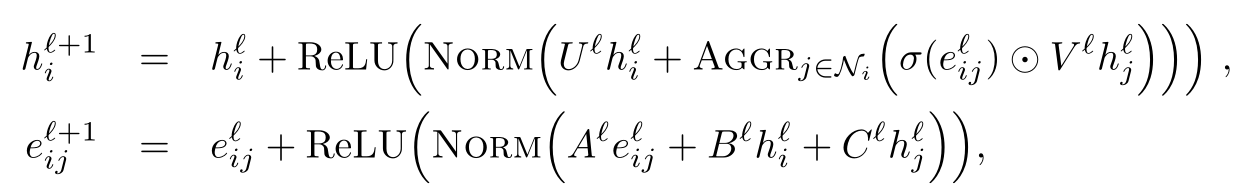 h_i^{ℓ+1} = h_i^ℓ + ReLU(NORM(U^ℓ h_i^ℓ + AGGR_{j∈𝒩_i}(σ(e_{ij}^ℓ) ⊙ V^ℓ h_j^ℓ))) ,
e_{ij}^{ℓ+1} = e_{ij}^ℓ + ReLU(NORM(A^ℓ e_{ij}^ℓ + B^ℓ h_i^ℓ + C^ℓ h_j^ℓ)),